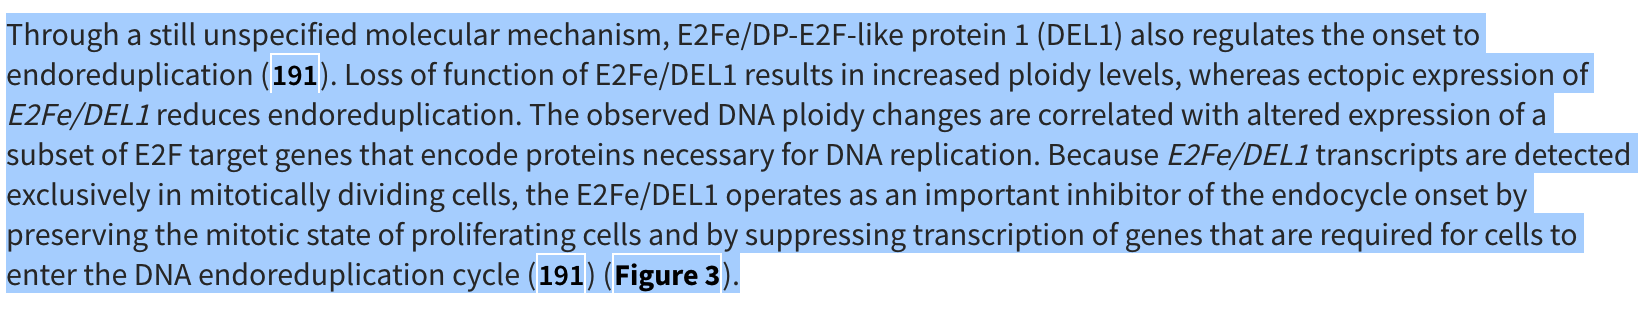 Through a still unspecified molecular mechanism, E2Fe/DP-E2F-like protein 1 (DEL1) also regulates the onset to
endoreduplication (191). Loss of function of E2Fe/DEL1 results in increased ploidy levels, whereas ectopic expression of
E2Fe/DEL1 reduces endoreduplication. The observed DNA ploidy changes are correlated with altered expression of a
subset of E2F target genes that encode proteins necessary for DNA replication. Because E2Fe/DEL1 transcripts are detected
exclusively in mitotically dividing cells, the E2Fe/DEL1 operates as an important inhibitor of the endocycle onset by
preserving the mitotic state of proliferating cells and by suppressing transcription of genes that are required for cells to
enter the DNA endoreduplication cycle (191) (Figure 3).